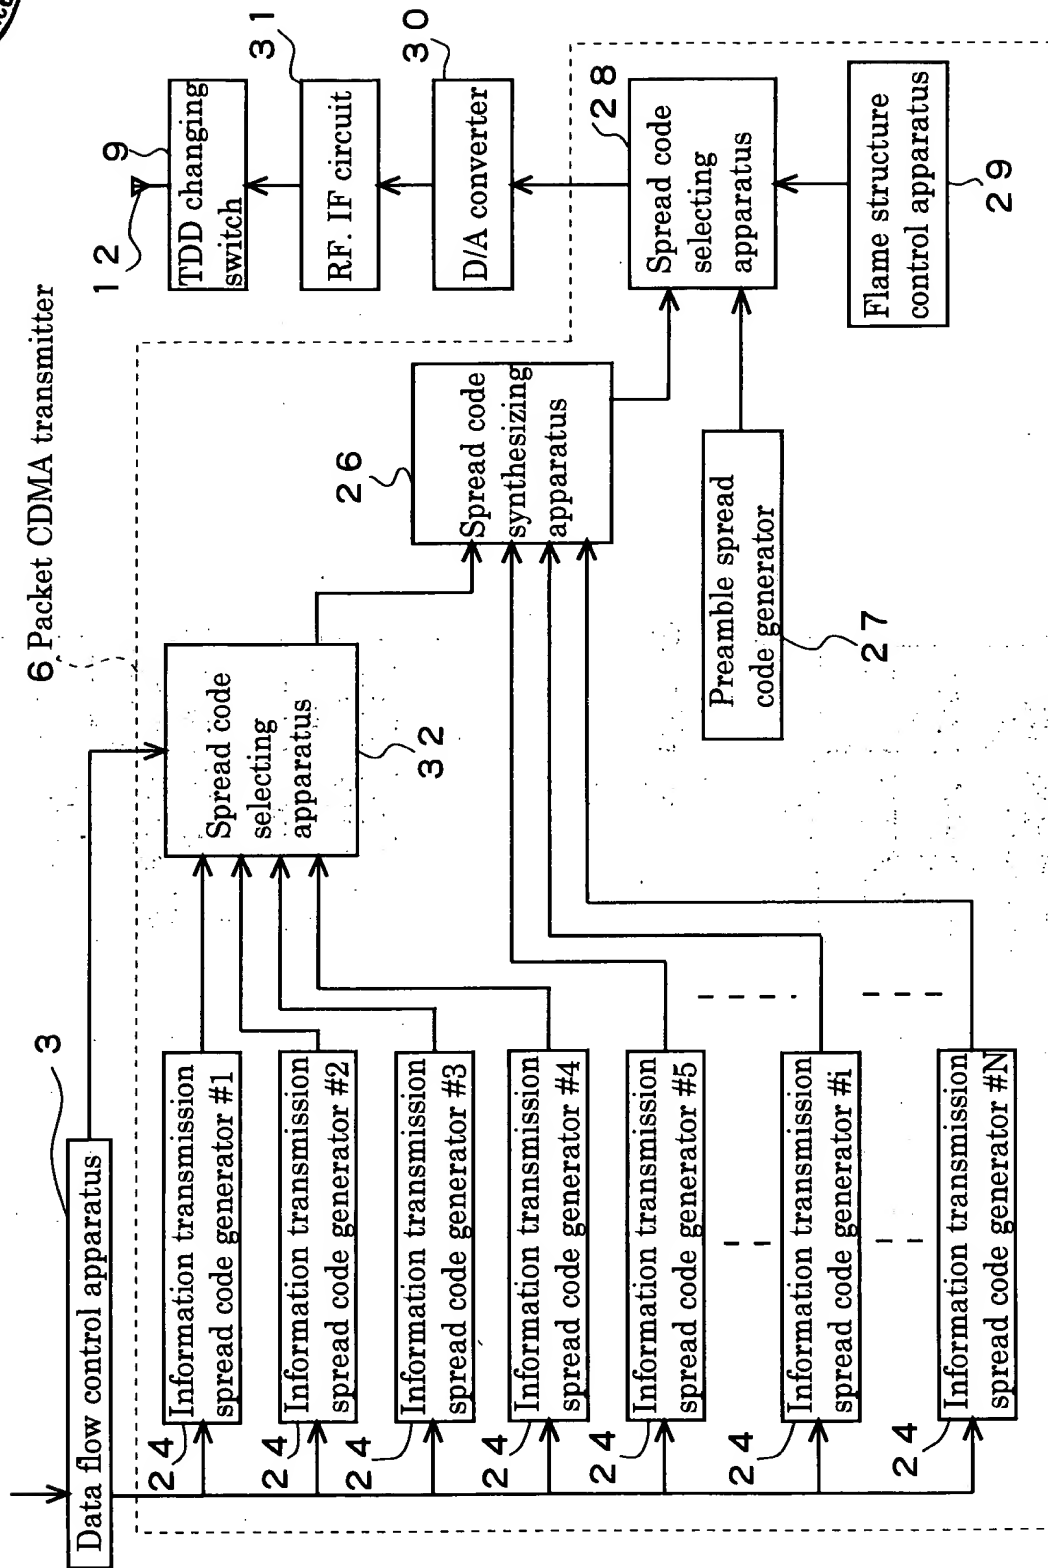 6 Packet CDMA transmitter
Data flow control apparatus
3
Information transmission
spread code generator #1
24
Information transmission
spread code generator #2
24
Information transmission
spread code generator #3
24
Information transmission
spread code generator #4
24
Information transmission
spread code generator #5
24
Information transmission
spread code generator #i
24
Information transmission
spread code generator #N
24
Spread code
selecting
apparatus
32
Spread code
synthesizing
apparatus
26
Preamble spread
code generator
27
Spread code
selecting
apparatus
28
Flame structure
control apparatus
29
D/A converter
30
RF. IF circuit
31
TDD changing
switch
9
12